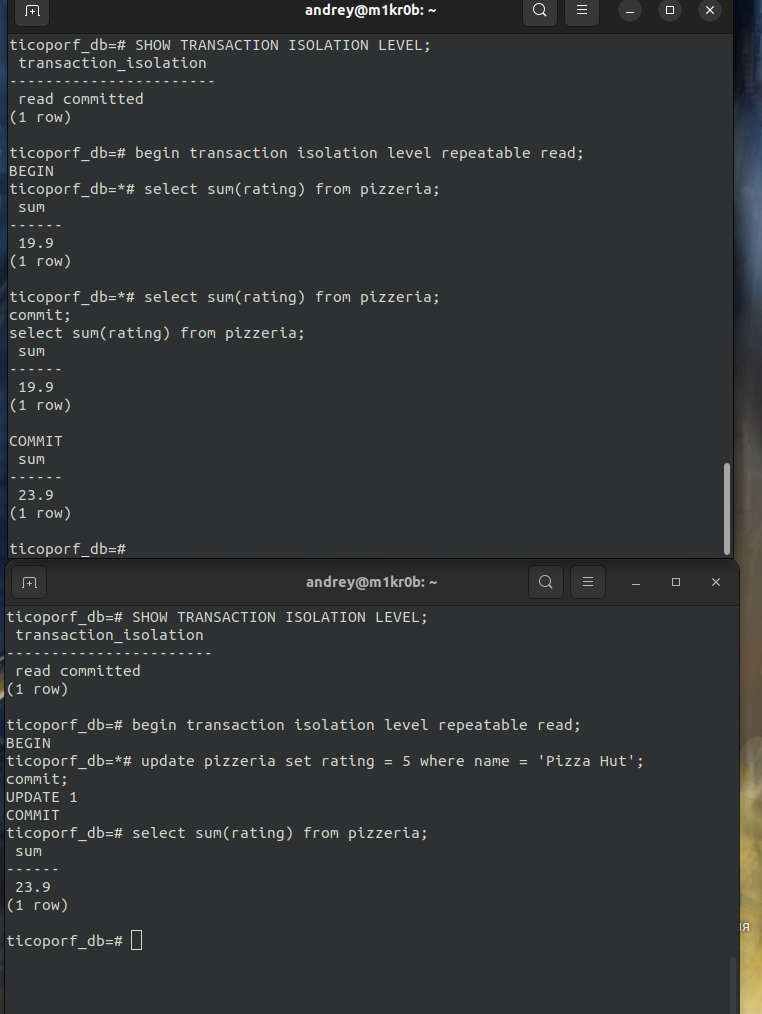 andrey@m1kr0b: ~
ticoporf_db=# SHOW TRANSACTION ISOLATION LEVEL;
 transaction_isolation
-----------------------
 read committed
(1 row)

ticoporf_db=# begin transaction isolation level repeatable read;
BEGIN
ticoporf_db=*# select sum(rating) from pizzeria;
 sum
------
 19.9
(1 row)

ticoporf_db=*# select sum(rating) from pizzeria;
commit;
select sum(rating) from pizzeria;
 sum
------
 19.9
(1 row)

COMMIT
 sum
------
 23.9
(1 row)

ticoporf_db=#
andrey@m1kr0b: ~
ticoporf_db=# SHOW TRANSACTION ISOLATION LEVEL;
 transaction_isolation
-----------------------
 read committed
(1 row)

ticoporf_db=# begin transaction isolation level repeatable read;
BEGIN
ticoporf_db=*# update pizzeria set rating = 5 where name = 'Pizza Hut';
commit;
UPDATE 1
COMMIT
ticoporf_db=# select sum(rating) from pizzeria;
 sum
------
 23.9
(1 row)

ticoporf_db=#